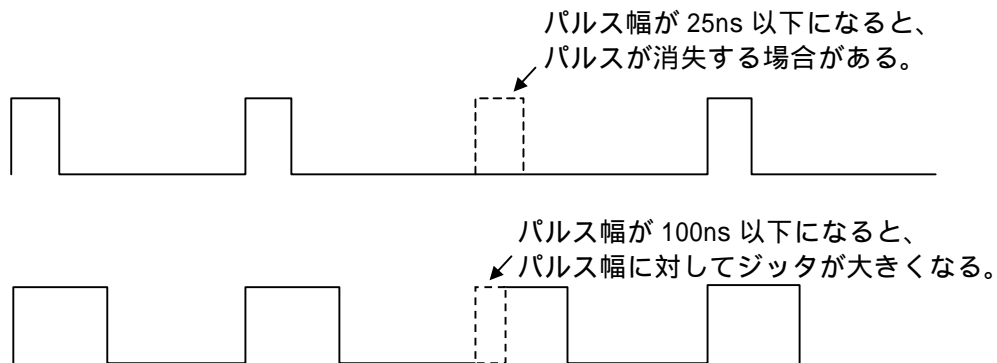 パルス幅が 25ns 以下になると、
パルスが消失する場合がある。
パルス幅が 100ns 以下になると、
パルス幅に対してジッタが大きくなる。